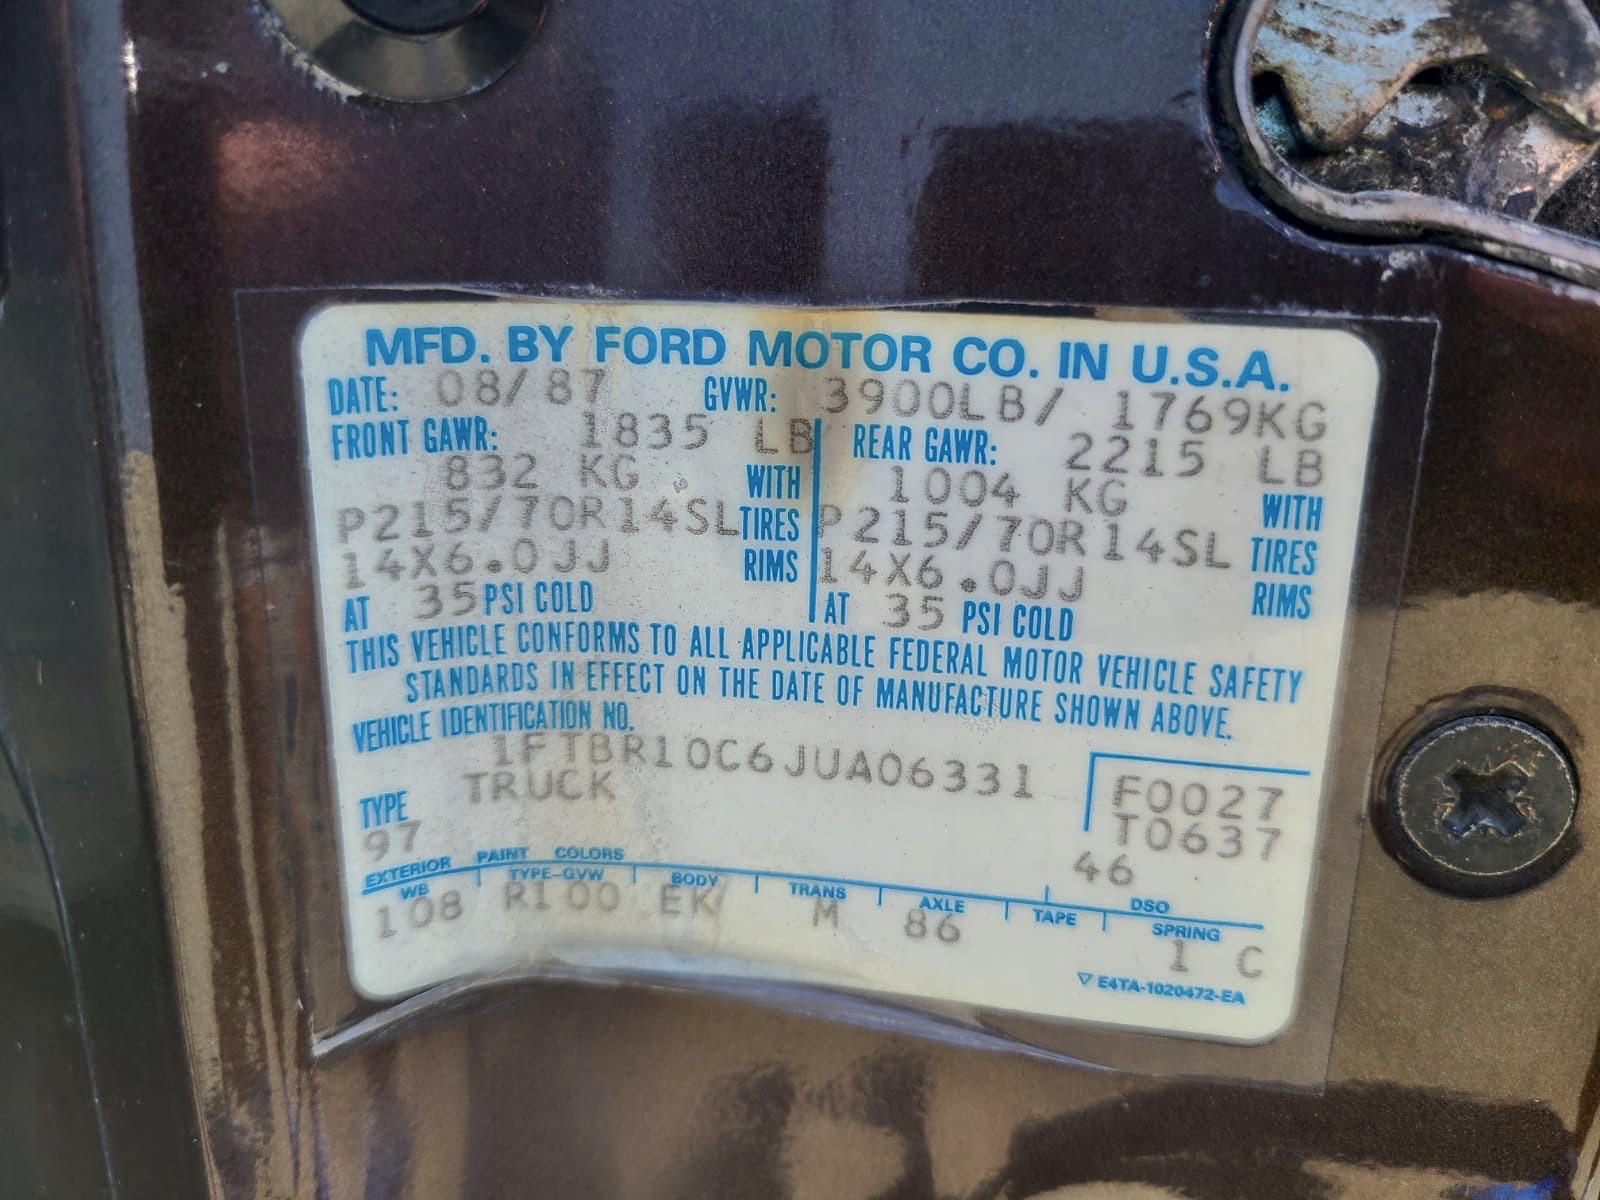 MFD. BY FORD MOTOR CO. IN U.S.A.
DATE: 08/87 GVWR: 3900LB/ 1769KG
FRONT GAWR: 1835 LB REAR GAWR: 2215 LB
832 KG WITH 1004 KG WITH
P215/70R14SL TIRES P215/70R14SL TIRES
14X6.0JJ RIMS 14X6.0JJ RIMS
AT 35 PSI COLD AT 35 PSI COLD
THIS VEHICLE CONFORMS TO ALL APPLICABLE FEDERAL MOTOR VEHICLE SAFETY
STANDARDS IN EFFECT ON THE DATE OF MANUFACTURE SHOWN ABOVE.
VEHICLE IDENTIFICATION NO.
1FTBR10C6JUA06331
TYPE TRUCK
F0027
T0637
97 46
EXTERIOR PAINT COLORS DSO
WB TYPE-GVW BODY TRANS AXLE TAPE SPRING
108 R100 EK M 86 1 C
▽ E4TA-1020472-EA